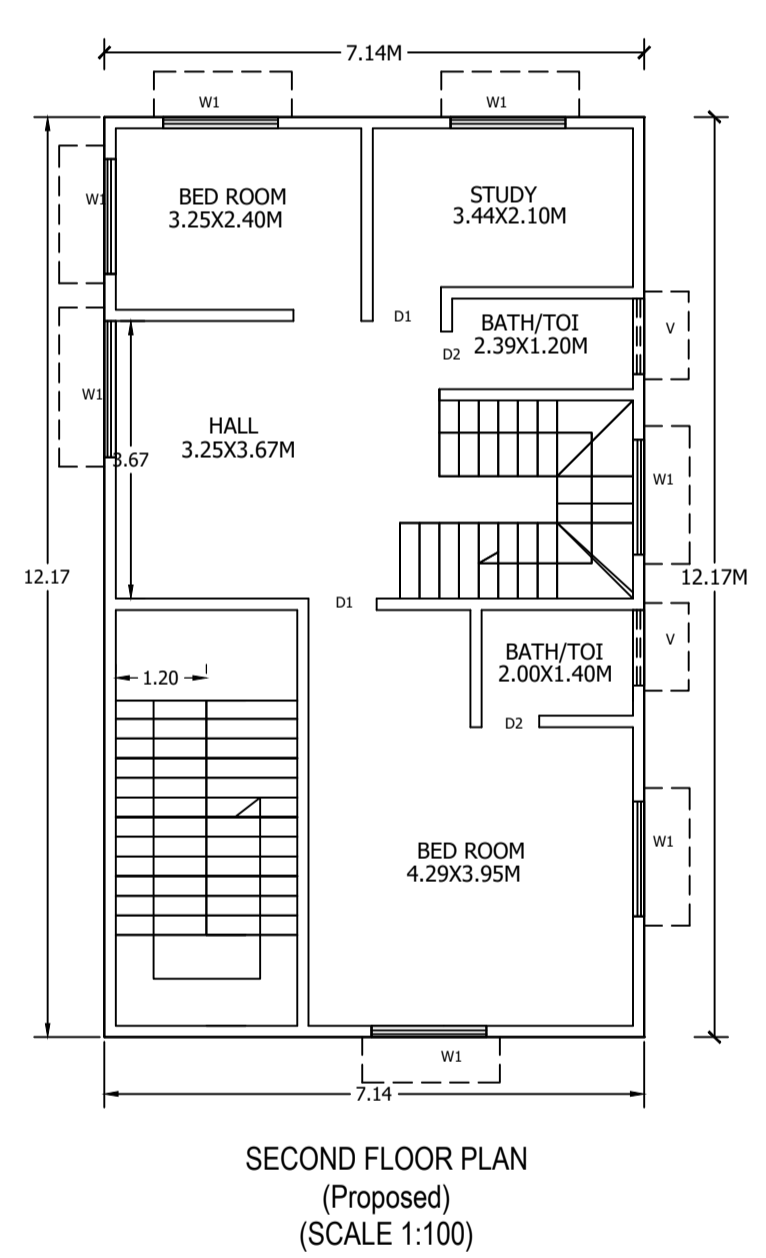 7.14M
W1
W1
W1
BED ROOM
3.25X2.40M
STUDY
3.44X2.10M
D1
BATH/TOI
2.39X1.20M
D2
V
W1
HALL
3.25X3.67M
3.67
W1
12.17
12.17M
D1
BATH/TOI
2.00X1.40M
V
1.20
D2
BED ROOM
4.29X3.95M
W1
W1
7.14
SECOND FLOOR PLAN
(Proposed)
(SCALE 1:100)